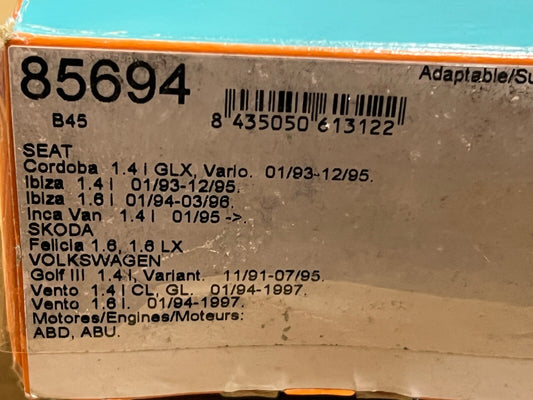 85694
Adaptable/Su
B45
8 435050 613122
SEAT
Cordoba 1.4 i GLX, Vario. 01/93-12/95.
Ibiza 1.4 i 01/93-12/95.
Ibiza 1.6 i 01/94-03/96.
Inca Van 1.4 i 01/95 ->.
SKODA
Felicia 1.6, 1.6 LX
VOLKSWAGEN
Golf III 1.4 i, Variant. 11/91-07/95.
Vento 1.4 i CL, GL. 01/94-1997.
Vento 1.6 i. 01/94-1997.
Motores/Engines/Moteurs:
ABD, ABU.